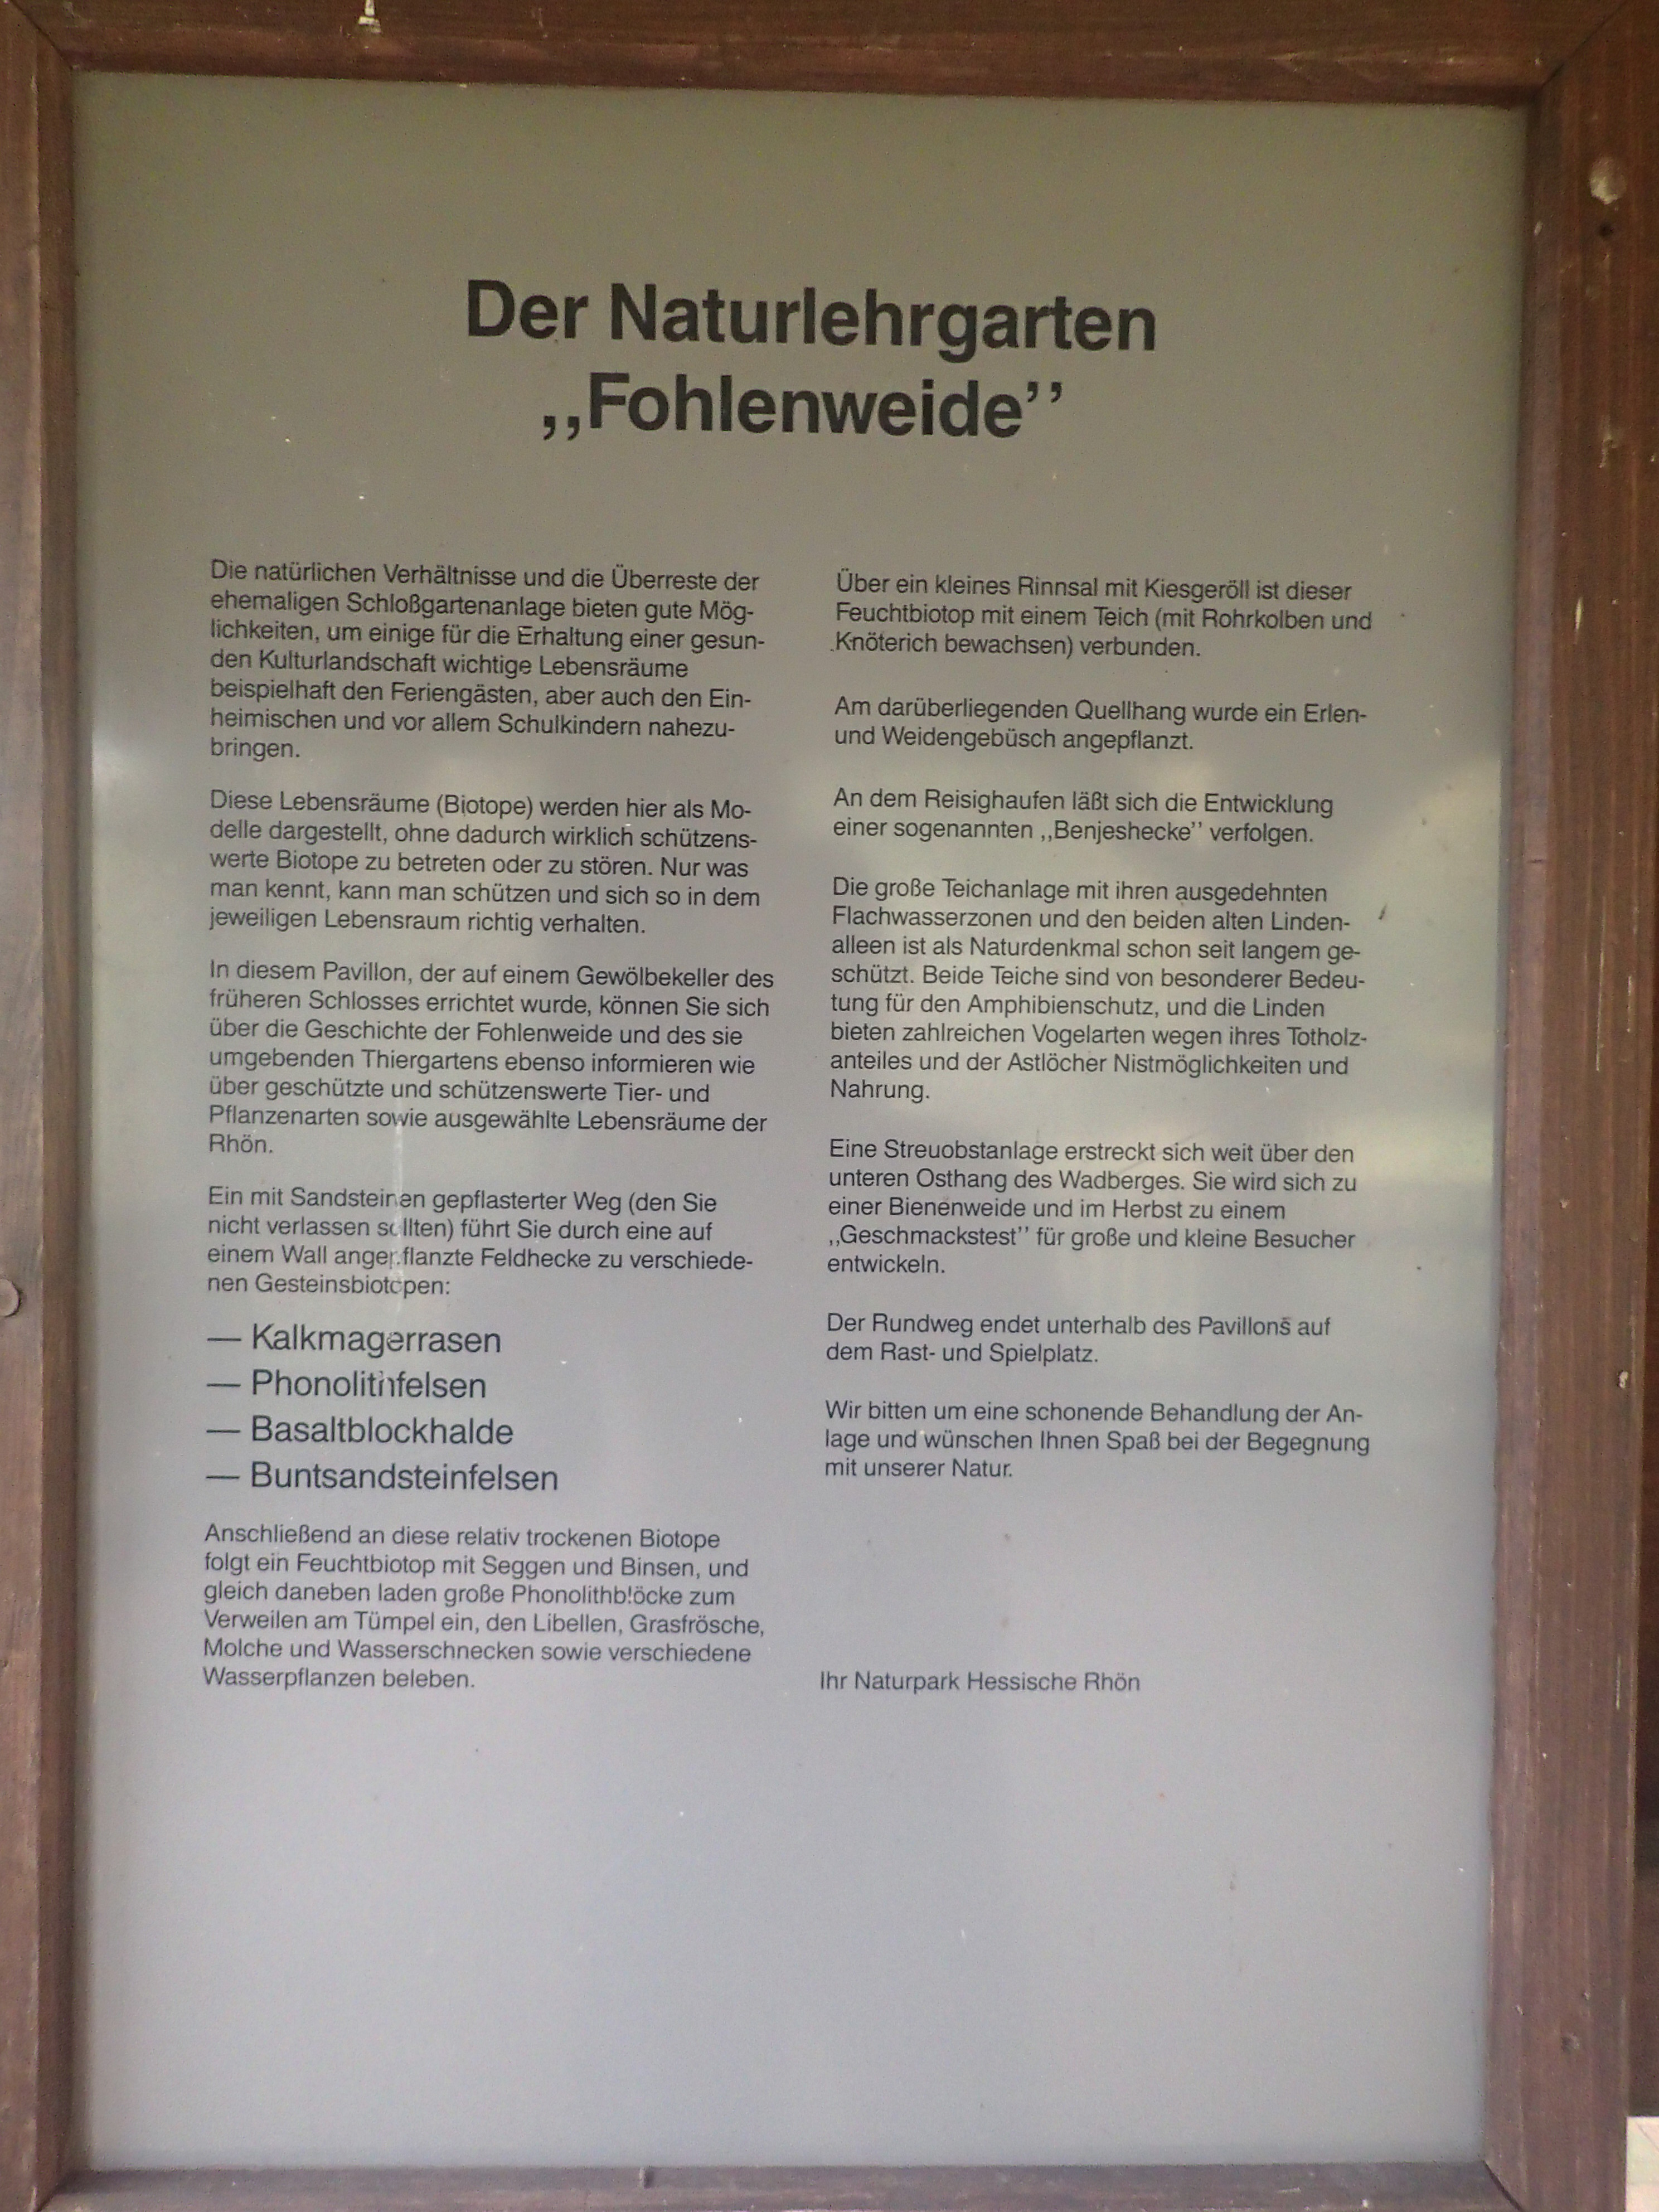 Der Naturlehrgarten
,,Fohlenweide’’
Die natürlichen Verhältnisse und die Überreste der
ehemaligen Schloßgartenanlage bieten gute Mög-
lichkeiten, um einige für die Erhaltung einer gesun-
den Kulturlandschaft wichtige Lebensräume
beispielhaft den Feriengästen, aber auch den Ein-
heimischen und vor allem Schulkindern nahezu-
bringen.
Diese Lebensräume (Biotope) werden hier als Mo-
delle dargestellt, ohne dadurch wirklich schützens-
werte Biotope zu betreten oder zu stören. Nur was
man kennt, kann man schützen und sich so in dem
jeweiligen Lebensraum richtig verhalten.
In diesem Pavillon, der auf einem Gewölbekeller des
früheren Schlosses errichtet wurde, können Sie sich
über die Geschichte der Fohlenweide und des sie
umgebenden Thiergartens ebenso informieren wie
über geschützte und schützenswerte Tier- und
Pflanzenarten sowie ausgewählte Lebensräume der
Rhön.
Ein mit Sandsteinen gepflasterter Weg (den Sie
nicht verlassen sollten) führt Sie durch eine auf
einem Wall angepflanzte Feldhecke zu verschiede-
nen Gesteinsbiotopen:
— Kalkmagerrasen
— Phonolithfelsen
— Basaltblockhalde
— Buntsandsteinfelsen
Anschließend an diese relativ trockenen Biotope
folgt ein Feuchtbiotop mit Seggen und Binsen, und
gleich daneben laden große Phonolithblöcke zum
Verweilen am Tümpel ein, den Libellen, Grasfrösche,
Molche und Wasserschnecken sowie verschiedene
Wasserpflanzen beleben.
Über ein kleines Rinnsal mit Kiesgeröll ist dieser
Feuchtbiotop mit einem Teich (mit Rohrkolben und
Knöterich bewachsen) verbunden.
Am darüberliegenden Quellhang wurde ein Erlen-
und Weidengebüsch angepflanzt.
An dem Reisighaufen läßt sich die Entwicklung
einer sogenannten ,,Benjeshecke’’ verfolgen.
Die große Teichanlage mit ihren ausgedehnten
Flachwasserzonen und den beiden alten Linden-
alleen ist als Naturdenkmal schon seit langem ge-
schützt. Beide Teiche sind von besonderer Bedeu-
tung für den Amphibienschutz, und die Linden
bieten zahlreichen Vogelarten wegen ihres Totholz-
anteiles und der Astlöcher Nistmöglichkeiten und
Nahrung.
Eine Streuobstanlage erstreckt sich weit über den
unteren Osthang des Wadberges. Sie wird sich zu
einer Bienenweide und im Herbst zu einem
,,Geschmackstest’’ für große und kleine Besucher
entwickeln.
Der Rundweg endet unterhalb des Pavillons auf
dem Rast- und Spielplatz.
Wir bitten um eine schonende Behandlung der An-
lage und wünschen Ihnen Spaß bei der Begegnung
mit unserer Natur.
Ihr Naturpark Hessische Rhön